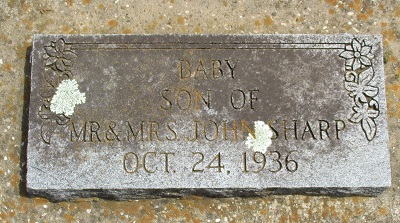 BABY
SON OF
MR & MRS JOHN SHARP
OCT. 24, 1936